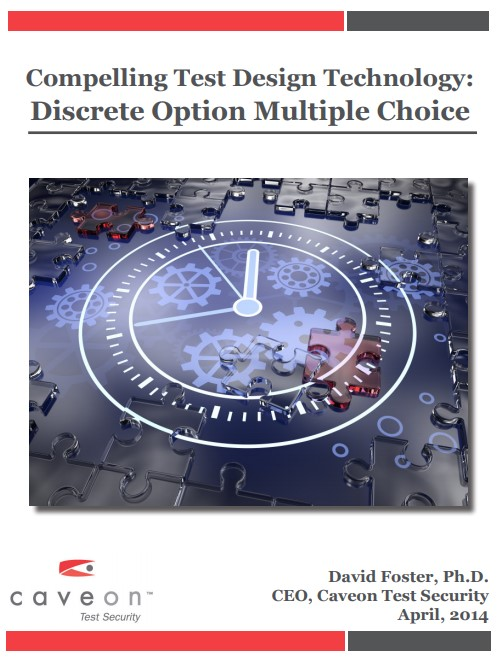 Compelling Test Design Technology:
Discrete Option Multiple Choice
caveon™
Test Security
David Foster, Ph.D.
CEO, Caveon Test Security
April, 2014